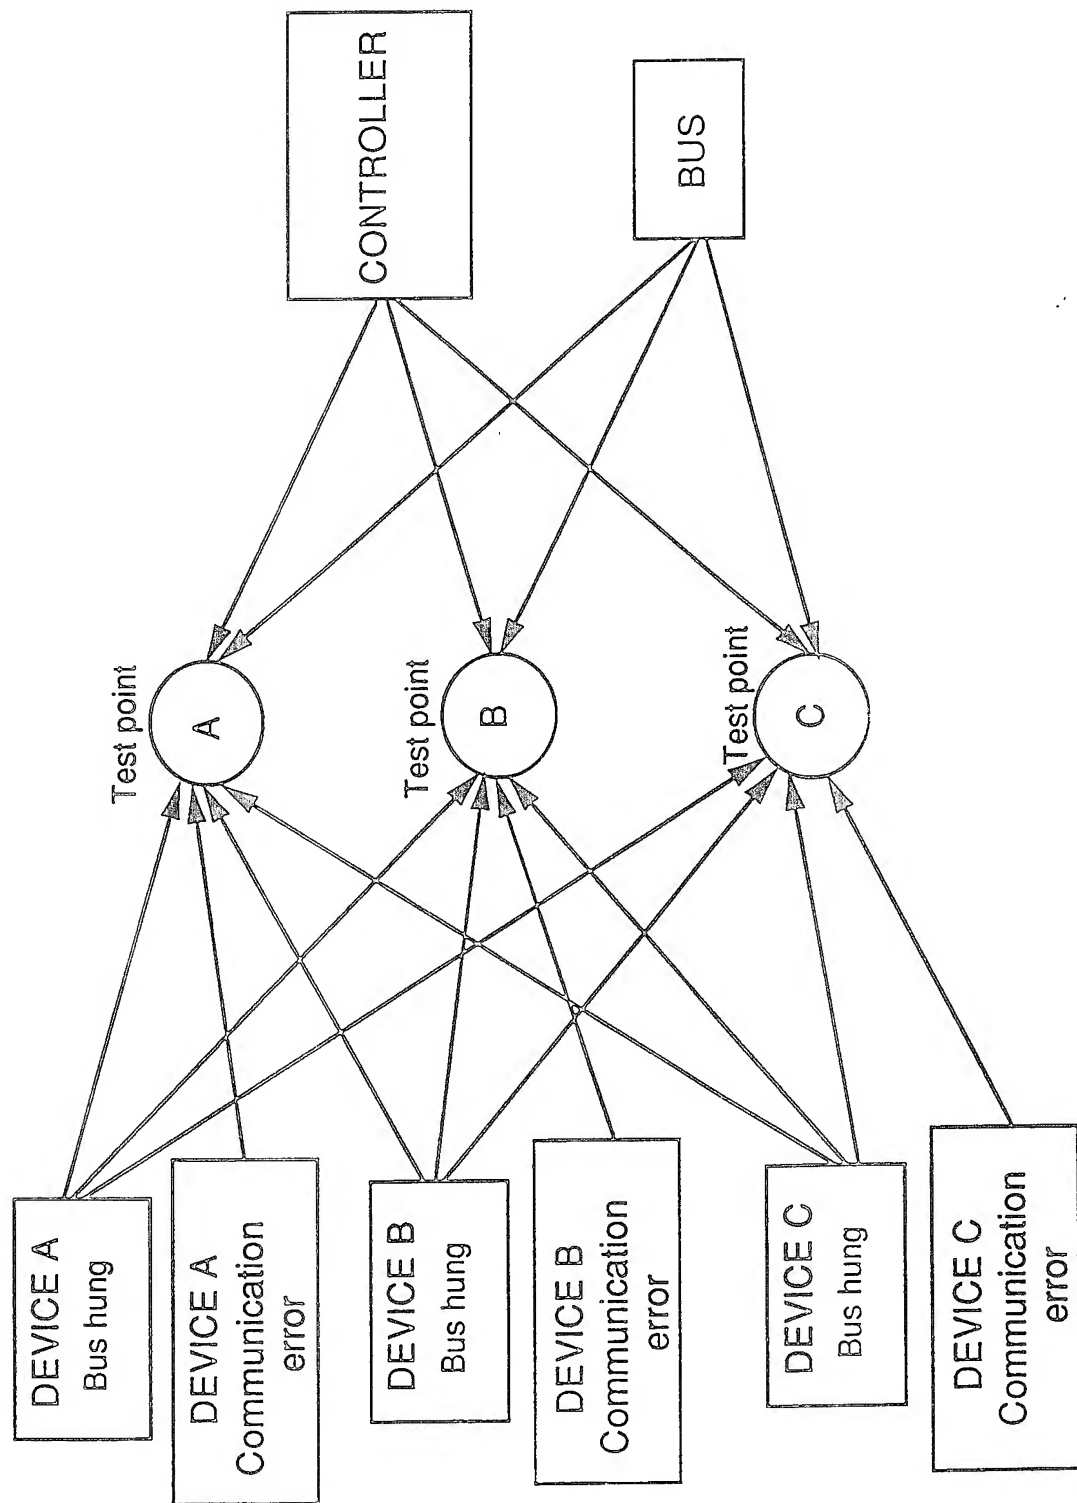 DEVICE A
Bus hung
DEVICE A
Communication
error
DEVICE B
Bus hung
DEVICE B
Communication
error
DEVICE C
Bus hung
DEVICE C
Communication
error
Test point
A
Test point
B
Test point
C
CONTROLLER
BUS